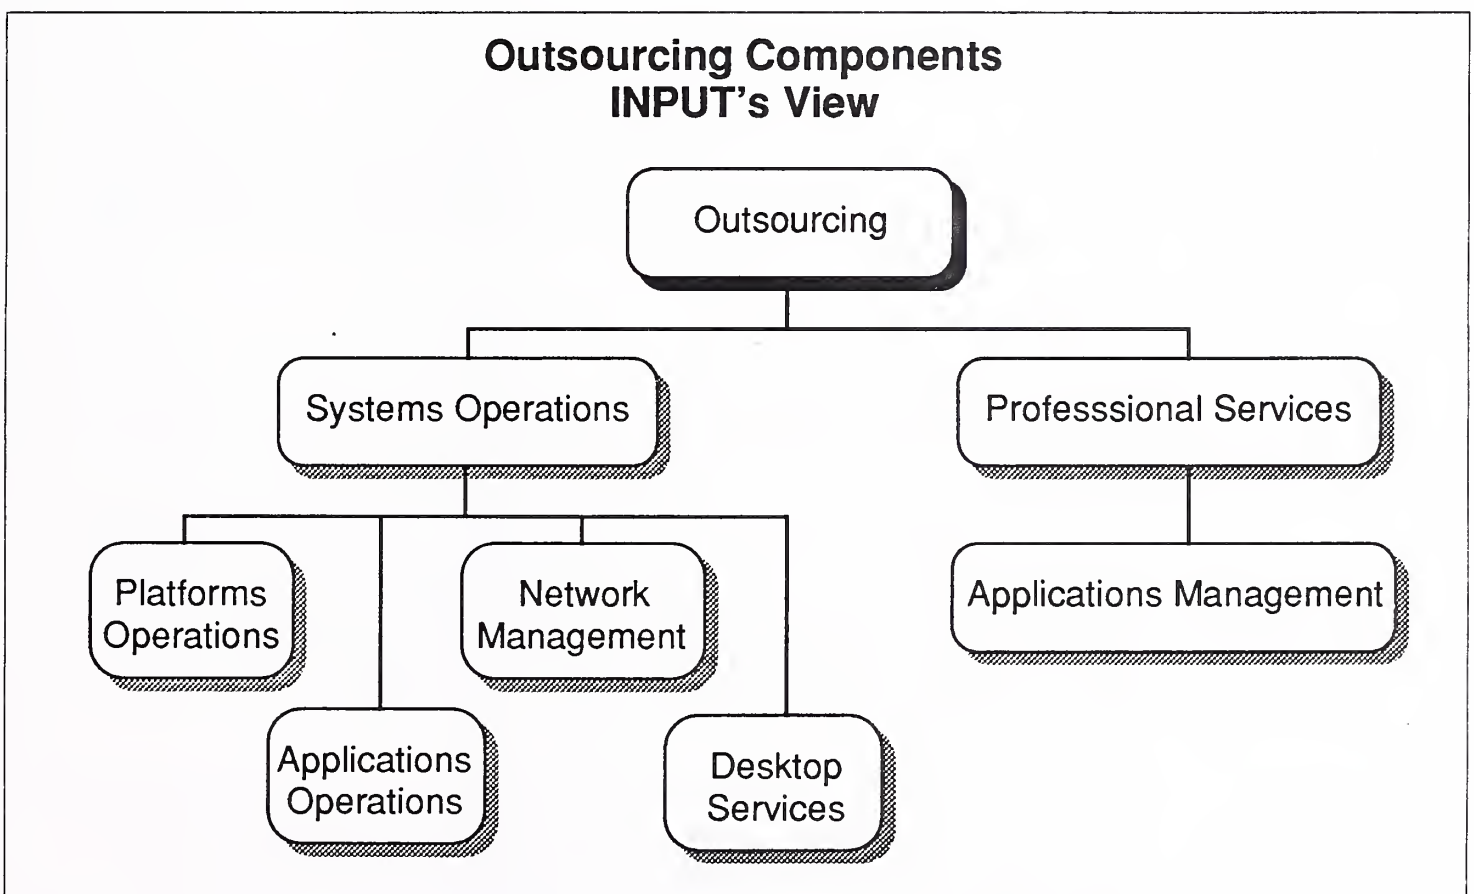 Outsourcing Components
INPUT's View
Outsourcing
Systems Operations
Professsional Services
Platforms
Operations
Network
Management
Applications Management
Applications
Operations
Desktop
Services